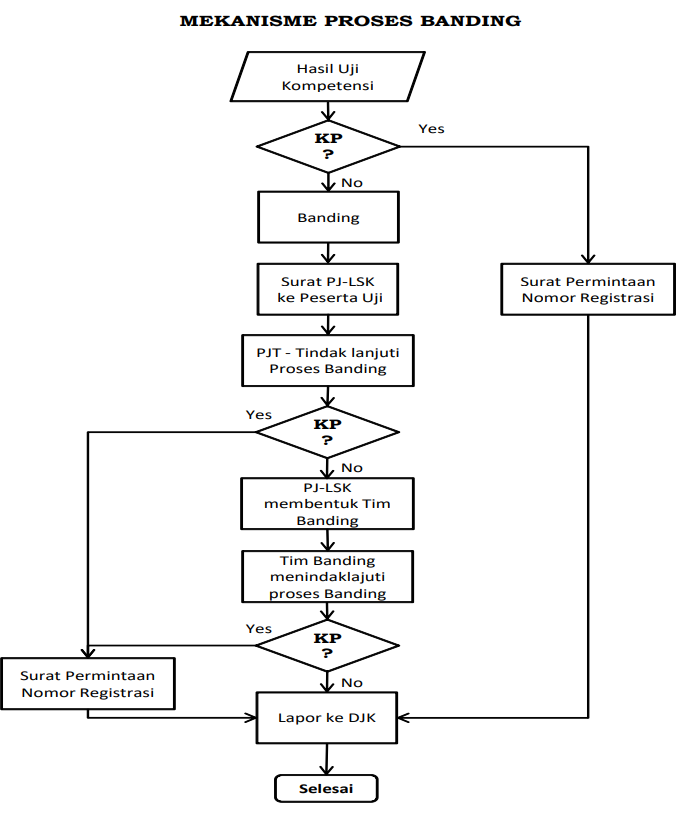 MEKANISME PROSES BANDING
Hasil Uji
Kompetensi
KP
?
Yes
No
Banding
Surat PJ-LSK
ke Peserta Uji
Surat Permintaan
Nomor Registrasi
PJT - Tindak lanjuti
Proses Banding
Yes
KP
?
No
PJ-LSK
membentuk Tim
Banding
Tim Banding
menindaklajuti
proses Banding
Yes
KP
?
No
Surat Permintaan
Nomor Registrasi
Lapor ke DJK
Selesai